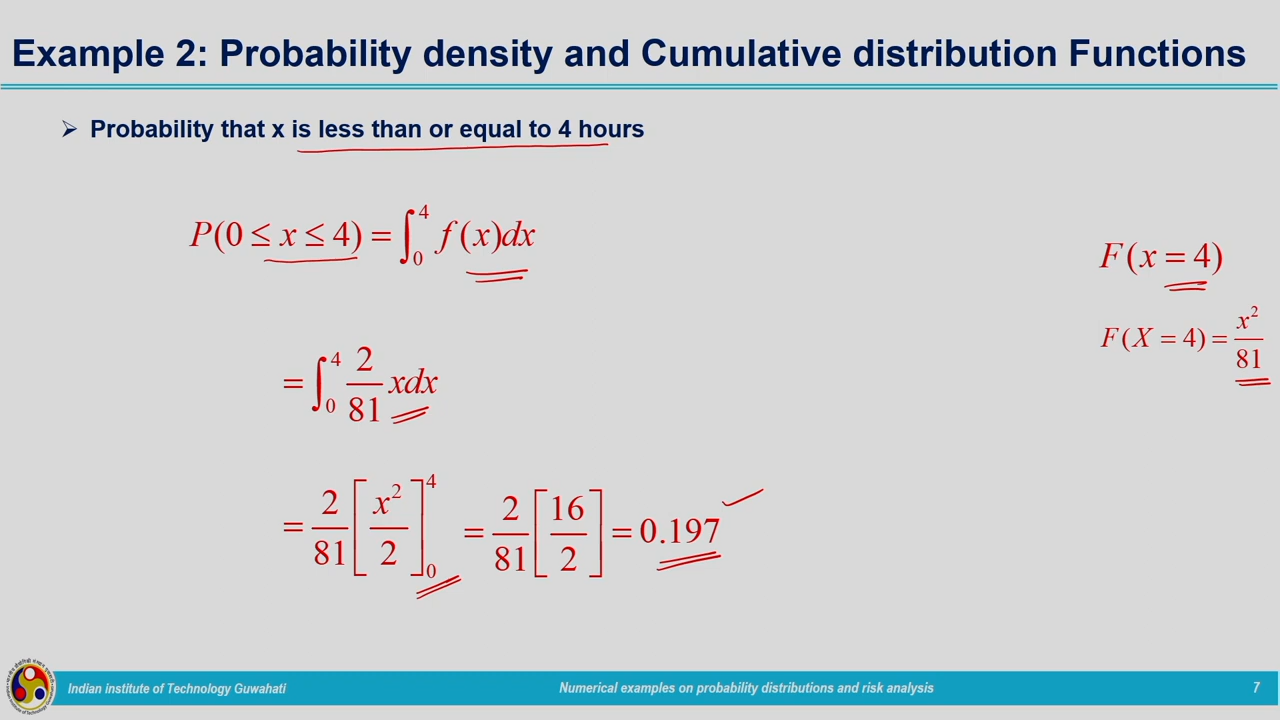 Example 2: Probability density and Cumulative distribution Functions
➢ Probability that x is less than or equal to 4 hours
P(0 ≤ x ≤ 4) = ∫₀⁴ f(x)dx
F(x = 4)
F(X = 4) = x²/81
= ∫₀⁴ 2/81 xdx
= 2/81 [x²/2]₀⁴ = 2/81 [16/2] = 0.197
Indian institute of Technology Guwahati
Numerical examples on probability distributions and risk analysis
7